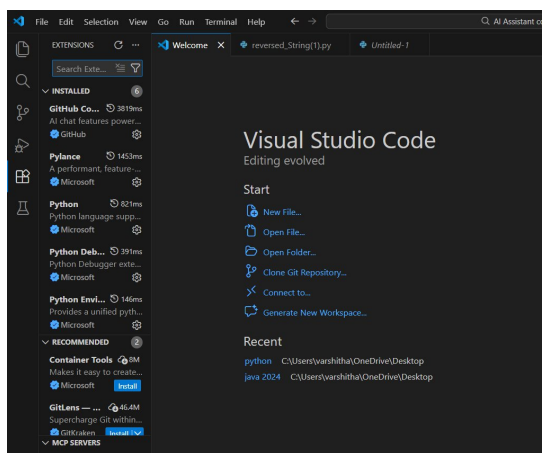 File Edit Selection View Go Run Terminal Help
AI Assistant co
EXTENSIONS
Search Exte...
INSTALLED 6
GitHub Co... 3819ms
AI chat features power...
GitHub
Pylance 1453ms
A performant, feature-...
Microsoft
Python 821ms
Python language supp...
Microsoft
Python Deb... 391ms
Python Debugger exte...
Microsoft
Python Envi... 146ms
Provides a unified pyth...
Microsoft
RECOMMENDED 2
Container Tools 8M
Makes it easy to create...
Microsoft Install
GitLens — ... 46.4M
Supercharge Git within...
GitKraken Install
MCP SERVERS
Welcome
reversed_String(1).py
Untitled-1
Visual Studio Code
Editing evolved
Start
New File...
Open File...
Open Folder...
Clone Git Repository...
Connect to...
Generate New Workspace...
Recent
python C:\Users\varshitha\OneDrive\Desktop
java 2024 C:\Users\varshitha\OneDrive\Desktop